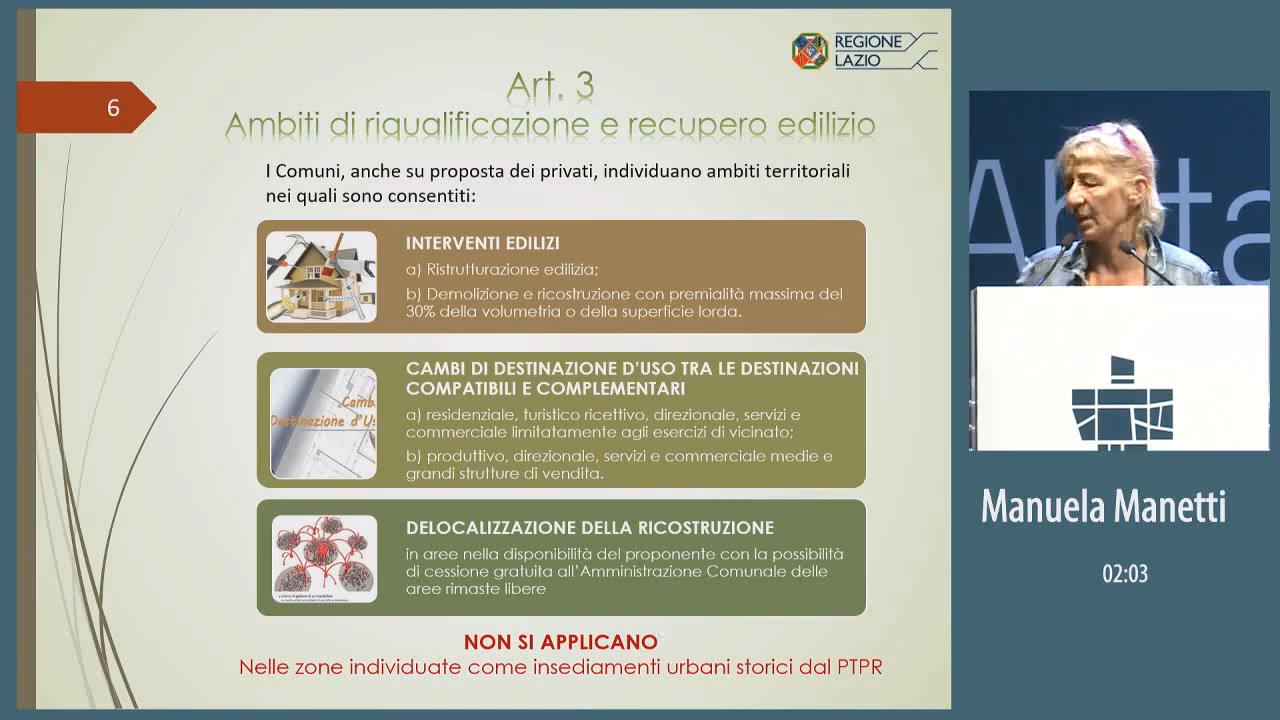 REGIONE
LAZIO
6
Art. 3
Ambiti di riqualificazione e recupero edilizio
I Comuni, anche su proposta dei privati, individuano ambiti territoriali
nei quali sono consentiti:
INTERVENTI EDILIZI
a) Ristrutturazione edilizia;
b) Demolizione e ricostruzione con premialità massima del
30% della volumetria o della superficie lorda.
CAMBI DI DESTINAZIONE D'USO TRA LE DESTINAZIONI
COMPATIBILI E COMPLEMENTARI
Camb
Destinazione d'Us
a) residenziale, turistico ricettivo, direzionale, servizi e
commerciale limitatamente agli esercizi di vicinato;
b) produttivo, direzionale, servizi e commerciale medie e
grandi strutture di vendita.
DELOCALIZZAZIONE DELLA RICOSTRUZIONE
in aree nella disponibilità del proponente con la possibilità
di cessione gratuita all'Amministrazione Comunale delle
aree rimaste libere
NON SI APPLICANO
Nelle zone individuate come insediamenti urbani storici dal PTPR
Manuela Manetti
02:03